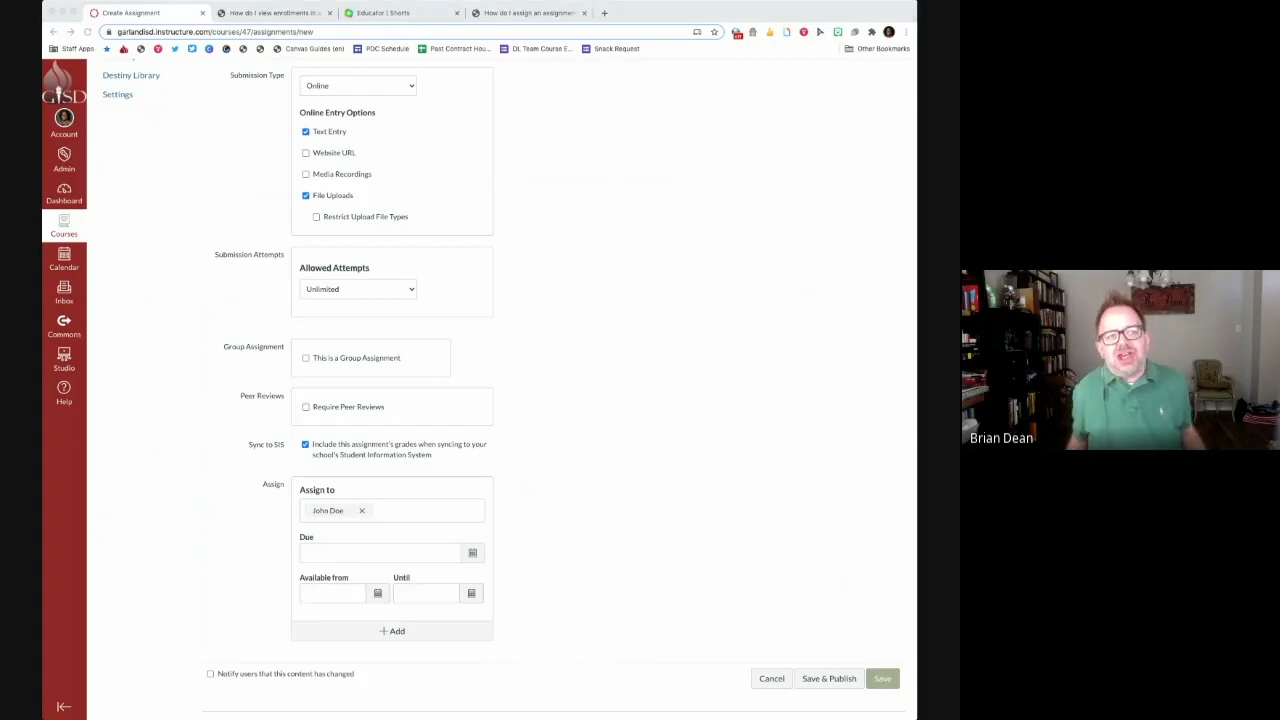 Create Assignment
How do I view enrollments in a
Educator | Shorts
How do I assign an assignment
garlandisd.instructure.com/courses/47/assignments/new
Staff Apps
Canvas Guides (en)
PDC Schedule
Past Contract Hou...
DL Team Course E...
Snack Request
Other Bookmarks
GISD
Account
Admin
Dashboard
Courses
Calendar
Inbox
Commons
Studio
Help
Destiny Library
Settings
Submission Type
Online
Online Entry Options
Text Entry
Website URL
Media Recordings
File Uploads
Restrict Upload File Types
Submission Attempts
Allowed Attempts
Unlimited
Group Assignment
This is a Group Assignment
Peer Reviews
Require Peer Reviews
Sync to SIS
Include this assignment's grades when syncing to your
school's Student Information System
Assign
Assign to
John Doe
Due
Available from
Until
Add
Notify users that this content has changed
Cancel
Save & Publish
Save
Brian Dean